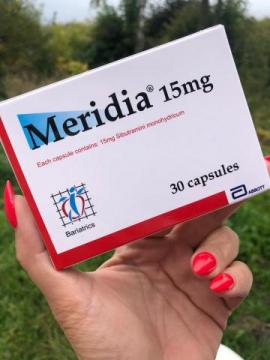 Meridia® 15mg
Each capsule contains: 15mg Sibutramini monohydricum
30 capsules
Bariatrics
ABBOTT